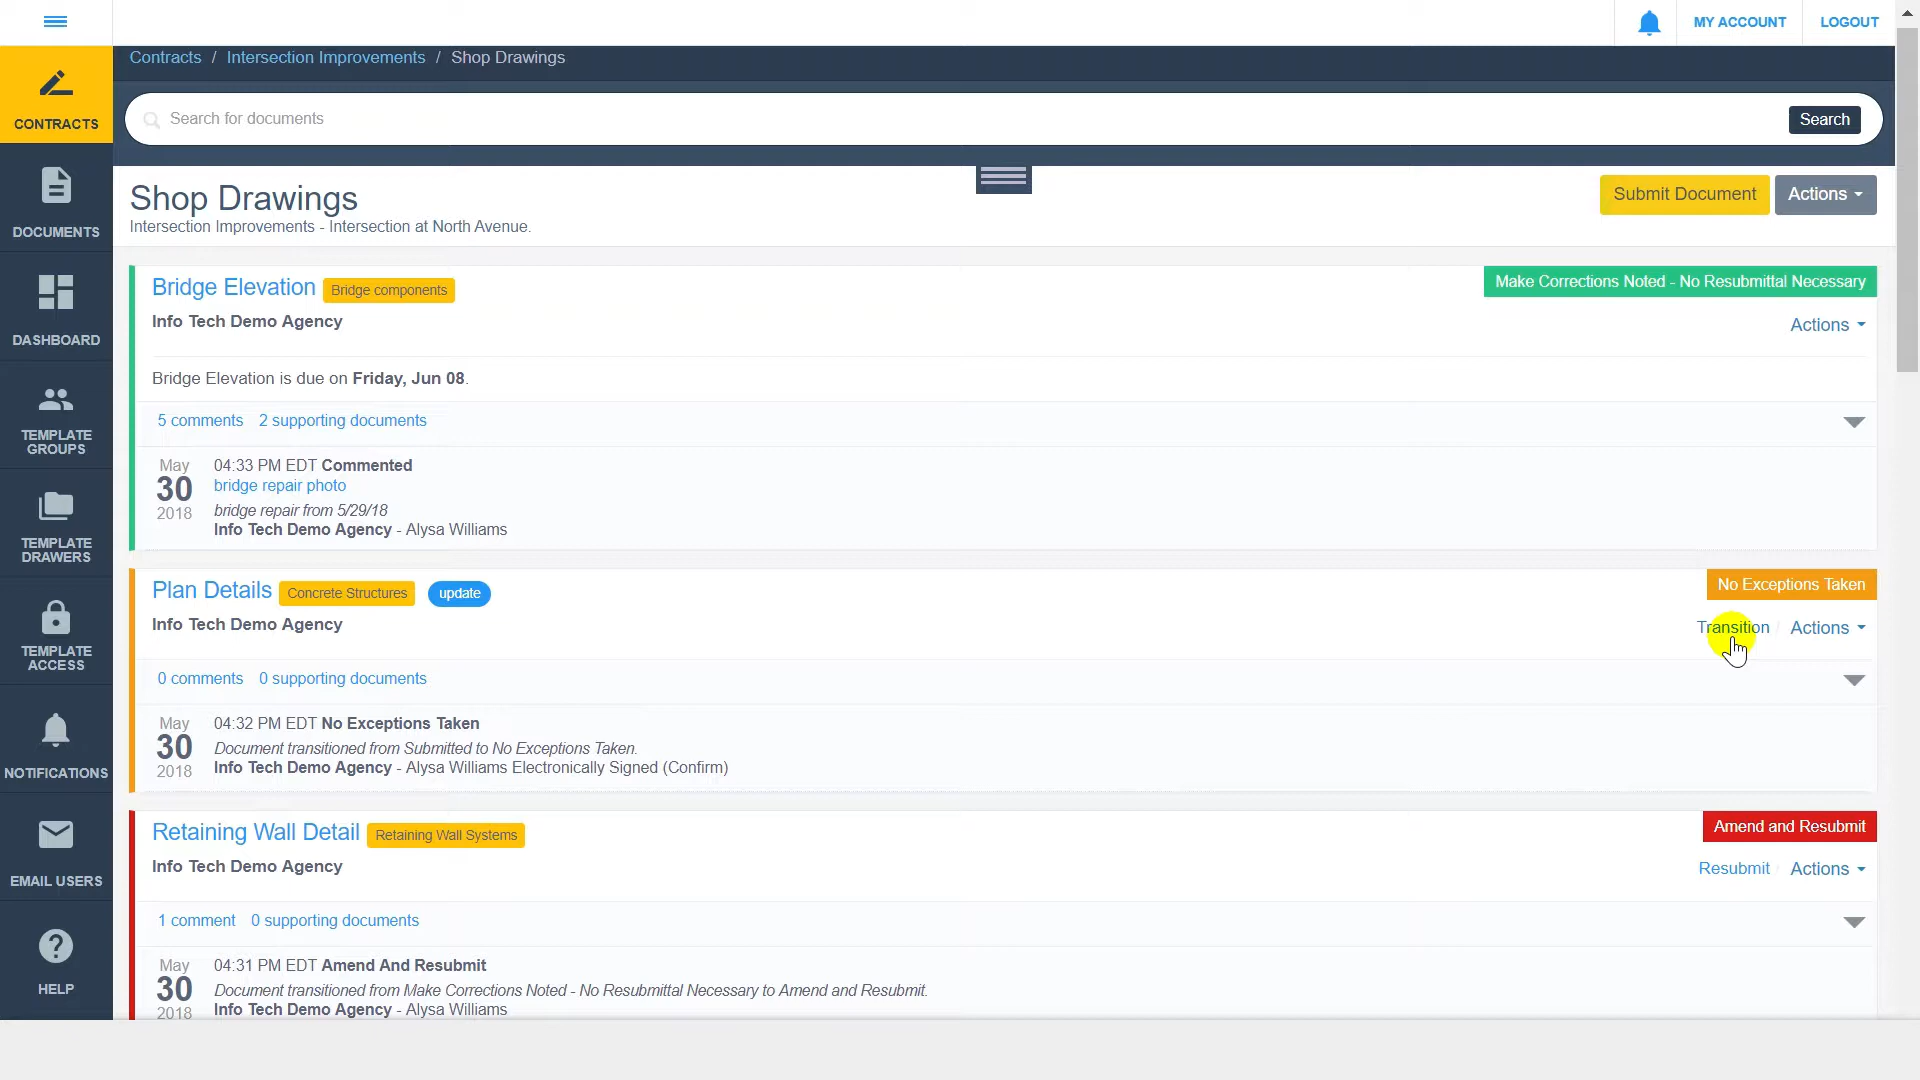 MY ACCOUNT
LOGOUT
Contracts / Intersection Improvements / Shop Drawings
CONTRACTS
Search for documents
Search
Shop Drawings
Submit Document
Actions
Intersection Improvements - Intersection at North Avenue.
DOCUMENTS
Bridge Elevation Bridge components
Make Corrections Noted - No Resubmittal Necessary
Info Tech Demo Agency
Actions
DASHBOARD
Bridge Elevation is due on Friday, Jun 08.
5 comments 2 supporting documents
TEMPLATE
GROUPS
May
30
2018
04:33 PM EDT Commented
bridge repair photo
bridge repair from 5/29/18
Info Tech Demo Agency - Alysa Williams
TEMPLATE
DRAWERS
Plan Details Concrete Structures update
No Exceptions Taken
Info Tech Demo Agency
Transition Actions
TEMPLATE
ACCESS
0 comments 0 supporting documents
May
30
2018
04:32 PM EDT No Exceptions Taken
Document transitioned from Submitted to No Exceptions Taken.
Info Tech Demo Agency - Alysa Williams Electronically Signed (Confirm)
NOTIFICATIONS
Retaining Wall Detail Retaining Wall Systems
Amend and Resubmit
Info Tech Demo Agency
Resubmit Actions
EMAIL USERS
1 comment 0 supporting documents
May
30
2018
04:31 PM EDT Amend And Resubmit
Document transitioned from Make Corrections Noted - No Resubmittal Necessary to Amend and Resubmit.
Info Tech Demo Agency - Alysa Williams
HELP